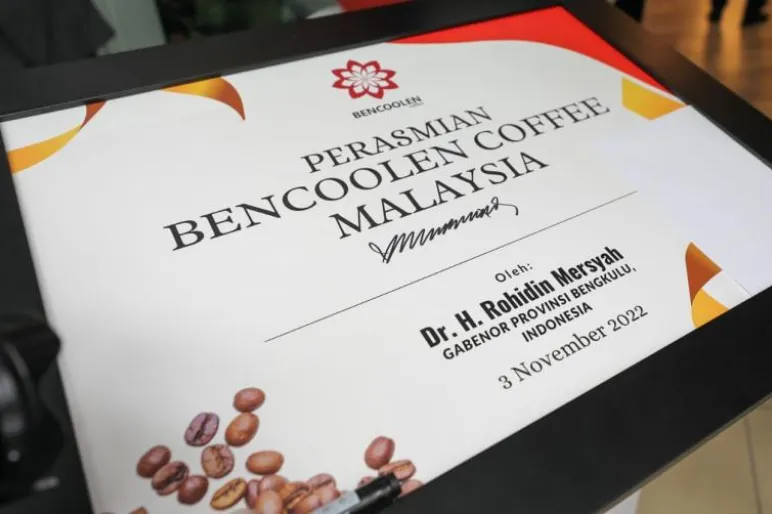 BENCOOLEN
PERASMIAN
BENCOOLEN COFFEE
MALAYSIA
Oleh:
Dr. H. Rohidin Mersyah
GABENOR PROVINSI BENGKULU,
INDONESIA
3 November 2022